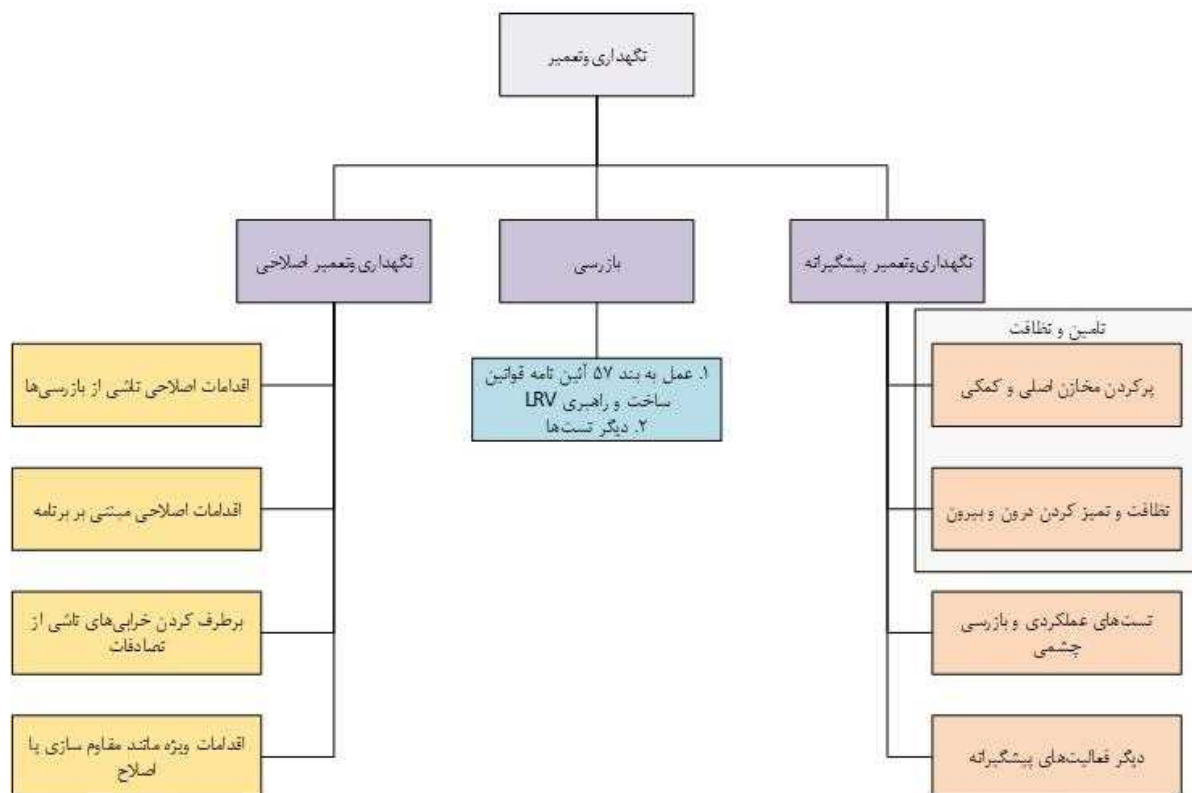 نگهداری وتعمیر
نگهداری وتعمیر پیشگیرانه
بازرسی
نگهداری وتعمیر اصلاحی
تامین و نظافت
پرکردن مخازن اصلی و کمکی
نظافت و تمیز کردن درون و بیرون
تست‌های عملکردی و بازرسی
چشمی
دیگر فعالیت‌های پیشگیرانه
۱. عمل به بند ۵۷ آئین نامه قوانین
ساخت و راهبری LRV
۲. دیگر تست‌ها
اقدامات اصلاحی ناشی از بازرسی‌ها
اقدامات اصلاحی مبتنی بر برنامه
برطرف کردن خرابی‌های ناشی از
تصادفات
اقدامات ویژه مانند مقاوم سازی یا
اصلاح